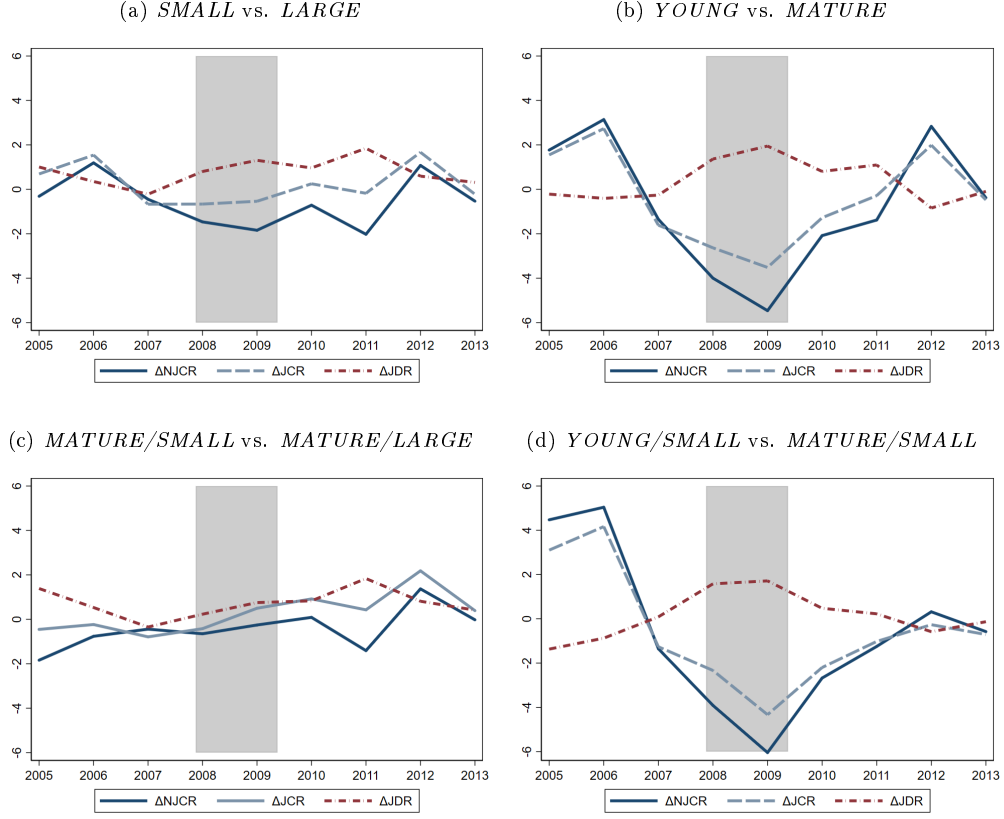 (a) SMALL vs. LARGE
6
4
2
0
-2
-4
-6
2005 2006 2007 2008 2009 2010 2011 2012 2013
ΔNJCR ΔJCR ΔJDR
(b) YOUNG vs. MATURE
6
4
2
0
-2
-4
-6
2005 2006 2007 2008 2009 2010 2011 2012 2013
ΔNJCR ΔJCR ΔJDR
(c) MATURE/SMALL vs. MATURE/LARGE
6
4
2
0
-2
-4
-6
2005 2006 2007 2008 2009 2010 2011 2012 2013
ΔNJCR ΔJCR ΔJDR
(d) YOUNG/SMALL vs. MATURE/SMALL
6
4
2
0
-2
-4
-6
2005 2006 2007 2008 2009 2010 2011 2012 2013
ΔNJCR ΔJCR ΔJDR